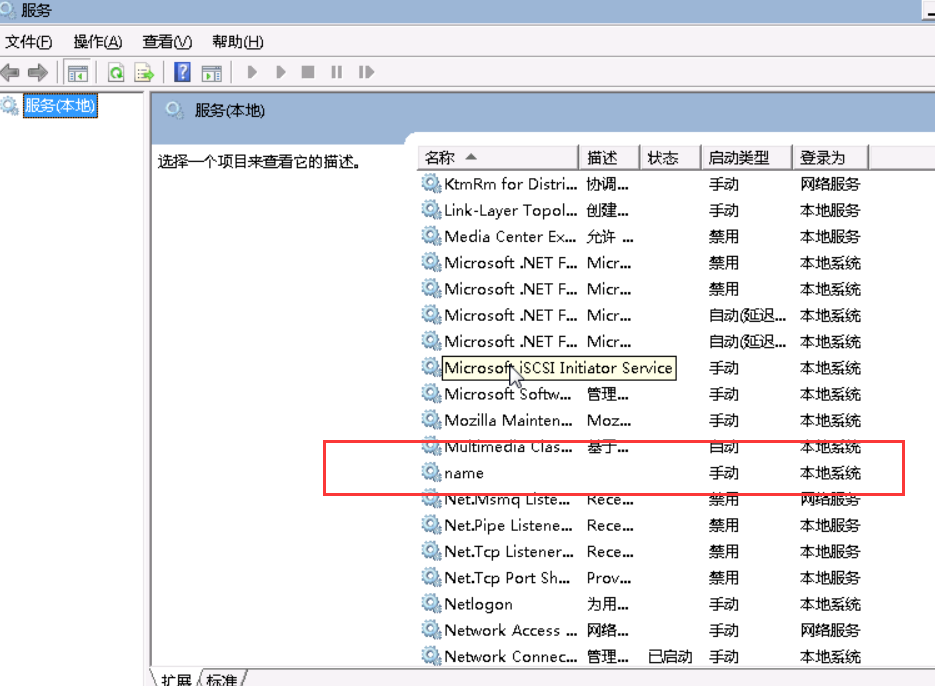 服务
文件(F) 操作(A) 查看(V) 帮助(H)
服务(本地)
服务(本地)
选择一个项目来查看它的描述。
名称 描述 状态 启动类型 登录为
KtmRm for Distri... 协调... 手动 网络服务
Link-Layer Topol... 创建... 手动 本地服务
Media Center Ex... 允许 ... 禁用 本地服务
Microsoft .NET F... Micr... 禁用 本地系统
Microsoft .NET F... Micr... 禁用 本地系统
Microsoft .NET F... Micr... 自动(延迟... 本地系统
Microsoft .NET F... Micr... 自动(延迟... 本地系统
Microsoft iSCSI Initiator Service 手动 本地系统
Microsoft Softw... 管理... 手动 本地系统
Mozilla Mainten... Moz... 手动 本地系统
Multimedia Clas... 基于... 自动 本地系统
name 手动 本地系统
Net.Msmq Liste... Rece... 禁用 网络服务
Net.Pipe Listene... Rece... 禁用 本地服务
Net.Tcp Listener... Rece... 禁用 本地服务
Net.Tcp Port Sh... Prov... 禁用 本地服务
Netlogon 为用... 手动 本地系统
Network Access ... 网络... 手动 网络服务
Network Connec... 管理... 已启动 手动 本地系统
扩展 标准